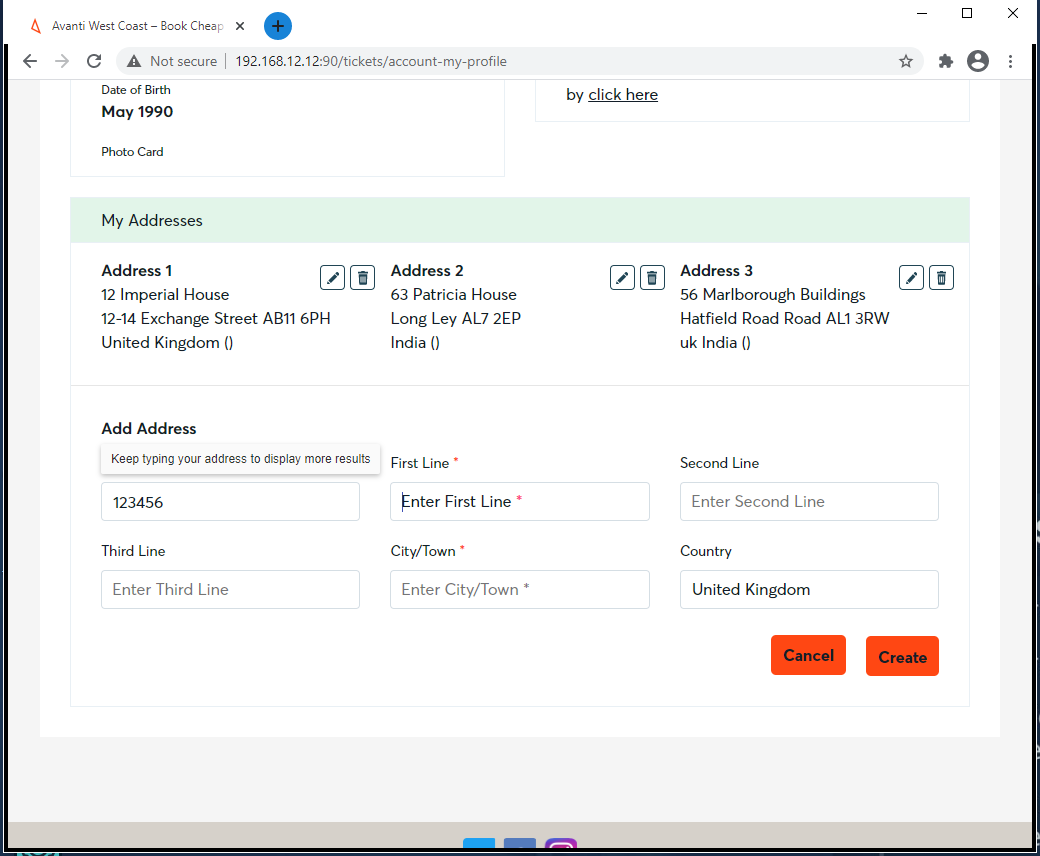 Avanti West Coast – Book Cheap
Not secure | 192.168.12.12:90/tickets/account-my-profile
Date of Birth
May 1990
Photo Card
by click here
My Addresses
Address 1
12 Imperial House
12-14 Exchange Street AB11 6PH
United Kingdom ()
Address 2
63 Patricia House
Long Ley AL7 2EP
India ()
Address 3
56 Marlborough Buildings
Hatfield Road Road AL1 3RW
uk India ()
Add Address
Keep typing your address to display more results
123456
First Line *
Enter First Line *
Second Line
Enter Second Line
Third Line
Enter Third Line
City/Town *
Enter City/Town *
Country
United Kingdom
Cancel
Create